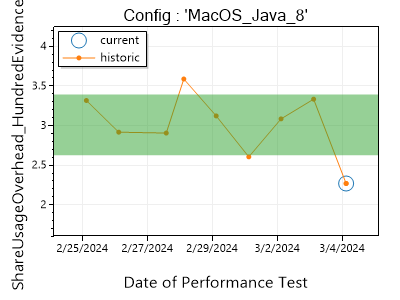 Config : 'MacOS_Java_8'
ShareUsageOverhead_HundredEvidence
current
historic
4
3.5
3
2.5
2
2/25/2024
2/27/2024
2/29/2024
3/2/2024
3/4/2024
Date of Performance Test